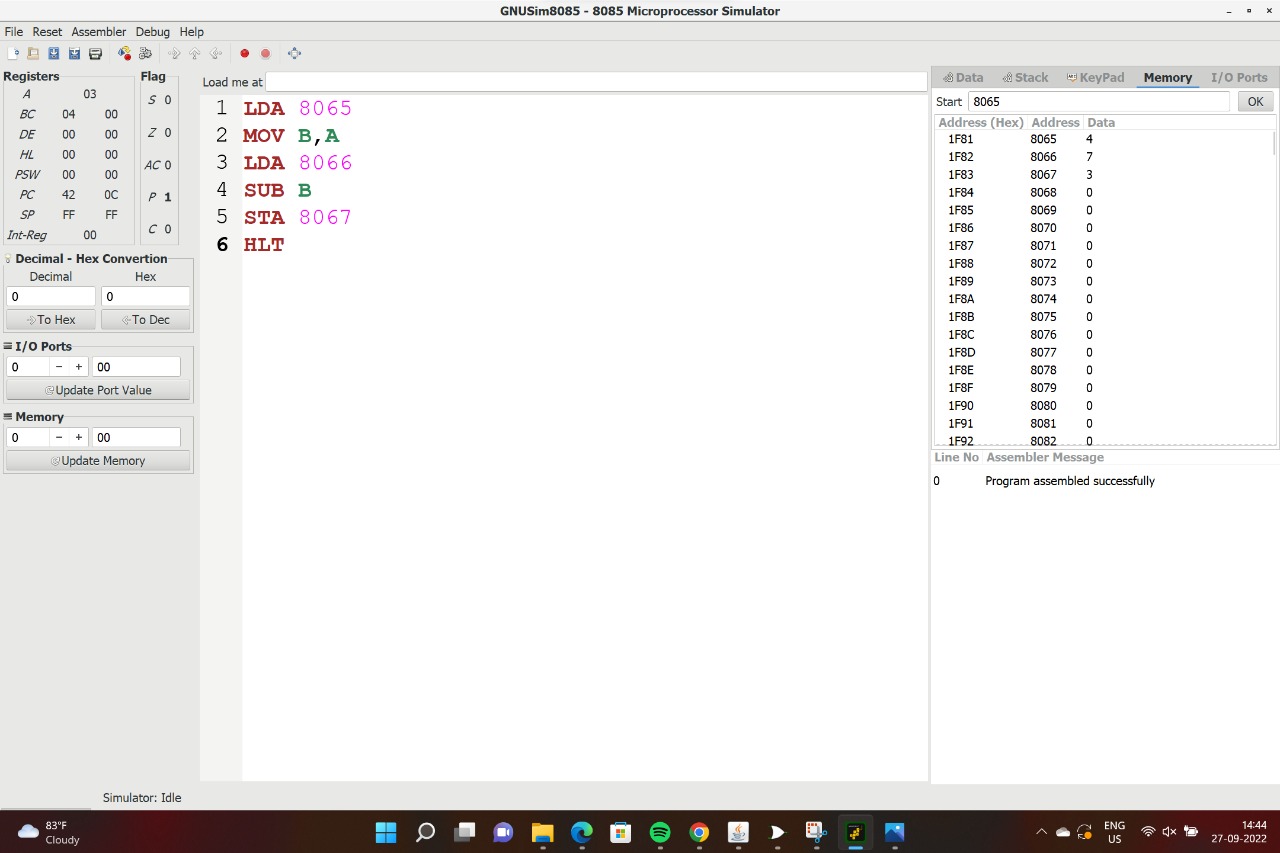 GNUSim8085 - 8085 Microprocessor Simulator
File Reset Assembler Debug Help
Registers
A 03
BC 04 00
DE 00 00
HL 00 00
PSW 00 00
PC 42 0C
SP FF FF
Int-Reg 00
Flag
S 0
Z 0
AC 0
P 1
C 0
Decimal - Hex Convertion
Decimal Hex
0 0
To Hex To Dec
I/O Ports
0 − + 00
Update Port Value
Memory
0 − + 00
Update Memory
Load me at
1 LDA 8065
2 MOV B,A
3 LDA 8066
4 SUB B
5 STA 8067
6 HLT
Data Stack KeyPad Memory I/O Ports
Start 8065 OK
Address (Hex) Address Data
1F81 8065 4
1F82 8066 7
1F83 8067 3
1F84 8068 0
1F85 8069 0
1F86 8070 0
1F87 8071 0
1F88 8072 0
1F89 8073 0
1F8A 8074 0
1F8B 8075 0
1F8C 8076 0
1F8D 8077 0
1F8E 8078 0
1F8F 8079 0
1F90 8080 0
1F91 8081 0
1F92 8082 0
Line No Assembler Message
0 Program assembled successfully
Simulator: Idle
83°F
Cloudy
ENG
US
14:44
27-09-2022